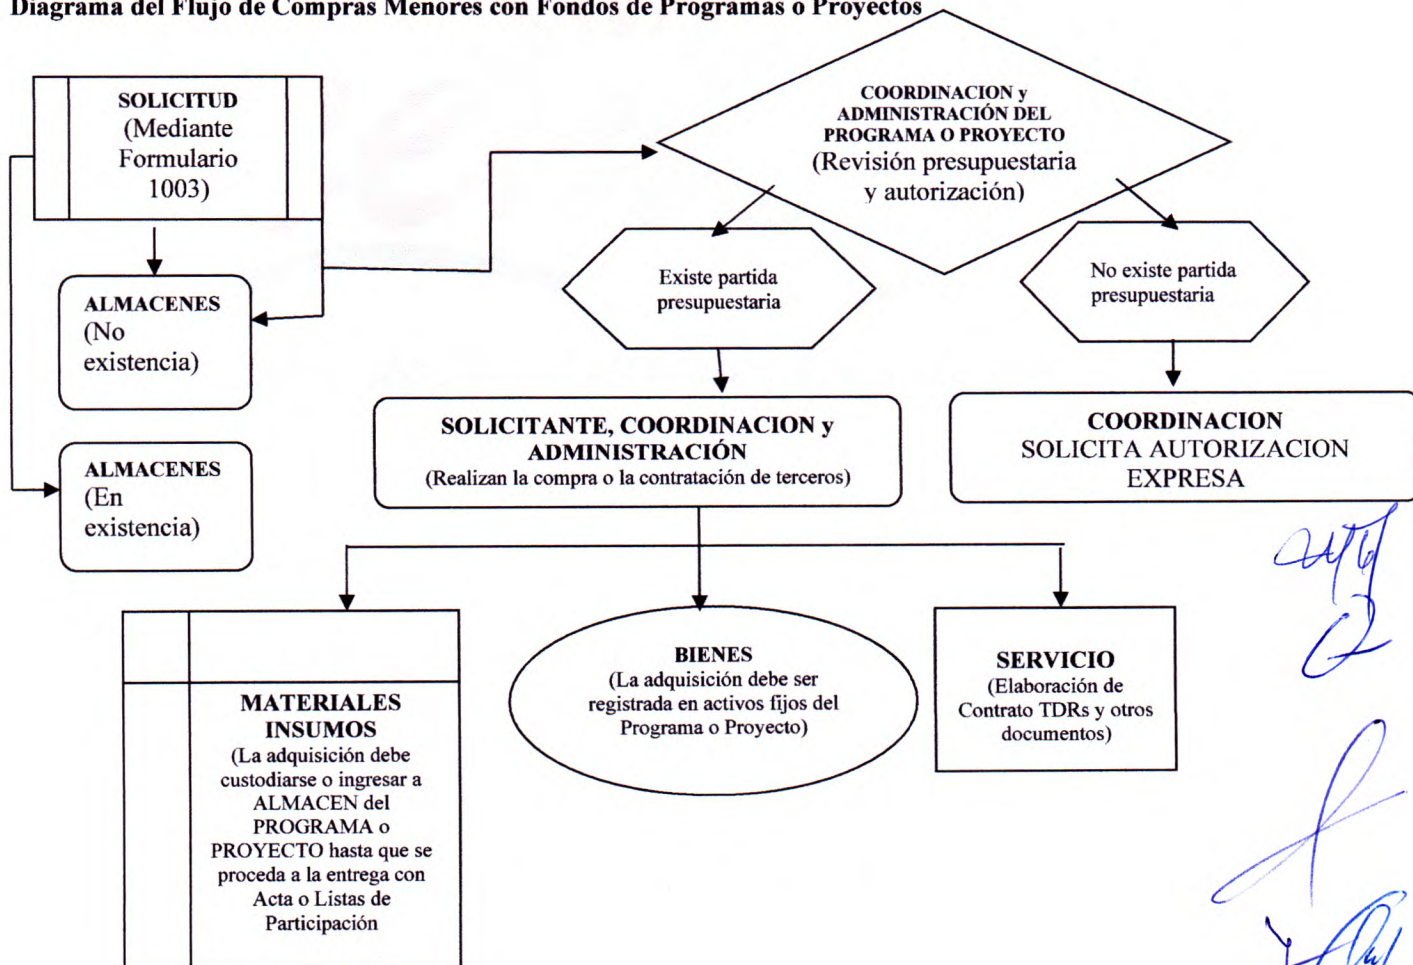 Diagrama del Flujo de Compras Menores con Fondos de Programas o Proyectos
SOLICITUD
(Mediante
Formulario
1003)
COORDINACION y
ADMINISTRACIÓN DEL
PROGRAMA O PROYECTO
(Revisión presupuestaria
y autorización)
ALMACENES
(No
existencia)
Existe partida
presupuestaria
No existe partida
presupuestaria
ALMACENES
(En
existencia)
SOLICITANTE, COORDINACION y
ADMINISTRACIÓN
(Realizan la compra o la contratación de terceros)
COORDINACION
SOLICITA AUTORIZACION
EXPRESA
MATERIALES
INSUMOS
(La adquisición debe
custodiarse o ingresar a
ALMACEN del
PROGRAMA o
PROYECTO hasta que se
proceda a la entrega con
Acta o Listas de
Participación
BIENES
(La adquisición debe ser
registrada en activos fijos del
Programa o Proyecto)
SERVICIO
(Elaboración de
Contrato TDRs y otros
documentos)